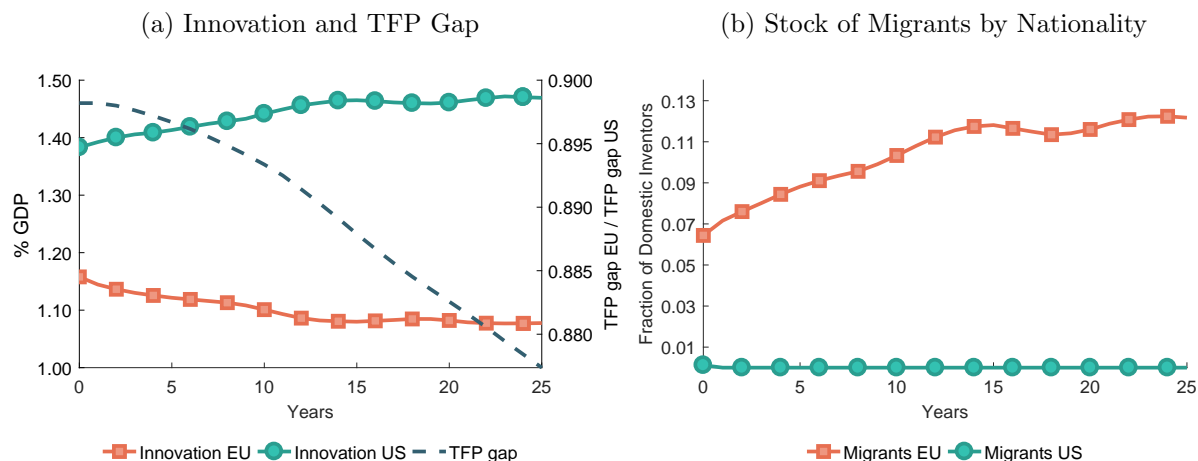 (a) Innovation and TFP Gap
1.50
1.40
1.30
1.20
1.10
1.00
% GDP
0.900
0.895
0.890
0.885
0.880
TFP gap EU / TFP gap US
0 5 10 15 20 25
Years
Innovation EU Innovation US TFP gap
(b) Stock of Migrants by Nationality
0.13
0.11
0.09
0.07
0.05
0.03
0.01
Fraction of Domestic Inventors
0 5 10 15 20 25
Years
Migrants EU Migrants US